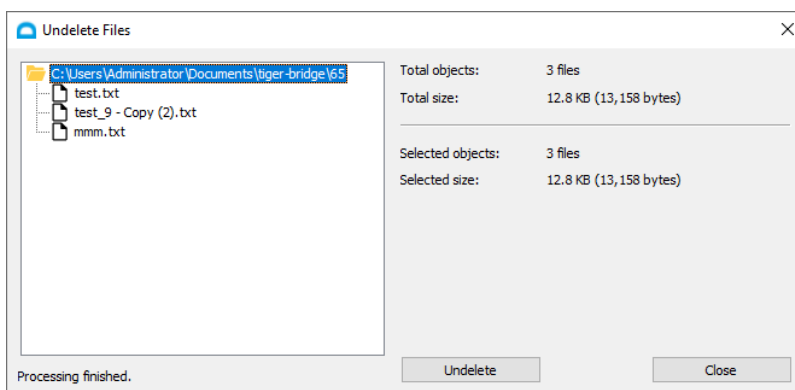 Undelete Files
C:\Users\Administrator\Documents\tiger-bridge\65
test.txt
test_9 - Copy (2).txt
mmm.txt
Processing finished.
Total objects: 3 files
Total size: 12.8 KB (13,158 bytes)
Selected objects: 3 files
Selected size: 12.8 KB (13,158 bytes)
Undelete
Close